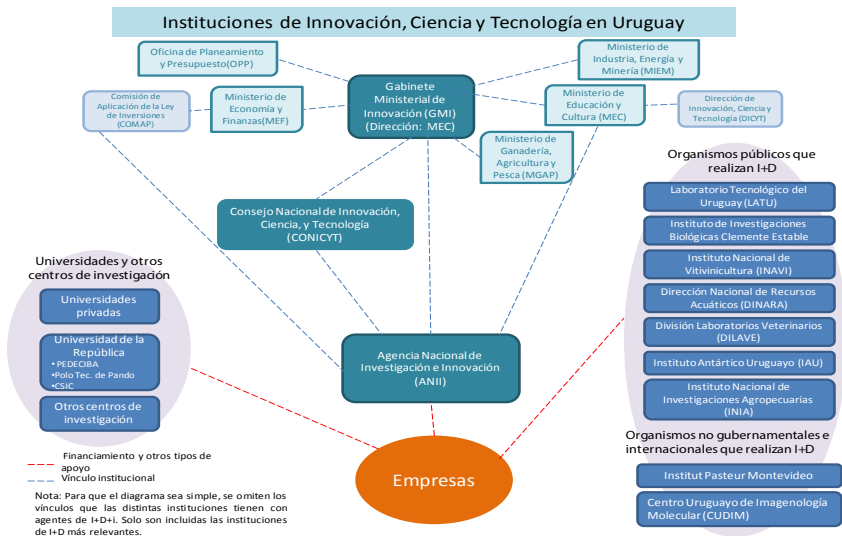 Instituciones de Innovación, Ciencia y Tecnología en Uruguay
Oficina de Planeamiento
y Presupuesto(OPP)
Ministerio de
Industria, Energía y
Minería (MIEM)
Gabinete
Ministerial de
Innovación (GMI)
(Dirección: MEC)
Comisión de
Aplicación de la Ley
de Inversiones
(COMAP)
Ministerio de
Economía y
Finanzas(MEF)
Ministerio de
Educación y
Cultura (MEC)
Dirección de
Innovación, Ciencia y
Tecnología (DICYT)
Ministerio de
Ganadería,
Agricultura y
Pesca (MGAP)
Consejo Nacional de Innovación,
Ciencia, y Tecnología
(CONICYT)
Organismos públicos que
realizan I+D
Laboratorio Tecnológico del
Uruguay (LATU)
Instituto de Investigaciones
Biológicas Clemente Estable
Instituto Nacional de
Vitivinicultura (INAVI)
Dirección Nacional de Recursos
Acuáticos (DINARA)
División Laboratorios Veterinarios
(DILAVE)
Instituto Antártico Uruguayo (IAU)
Instituto Nacional de
Investigaciones Agropecuarias
(INIA)
Universidades y otros
centros de investigación
Universidades
privadas
Universidad de la
República
• PEDECIBA
• Polo Tec. de Pando
• CSIC
Otros centros de
investigación
Agencia Nacional de
Investigación e Innovación
(ANII)
Organismos no gubernamentales e
internacionales que realizan I+D
Institut Pasteur Montevideo
Centro Uruguayo de Imagenología
Molecular (CUDIM)
Empresas
Financiamiento y otros tipos de
apoyo
Vínculo institucional
Nota: Para que el diagrama sea simple, se omiten los
vínculos que las distintas instituciones tienen con
agentes de I+D+i. Solo son incluidas las instituciones
de I+D más relevantes.